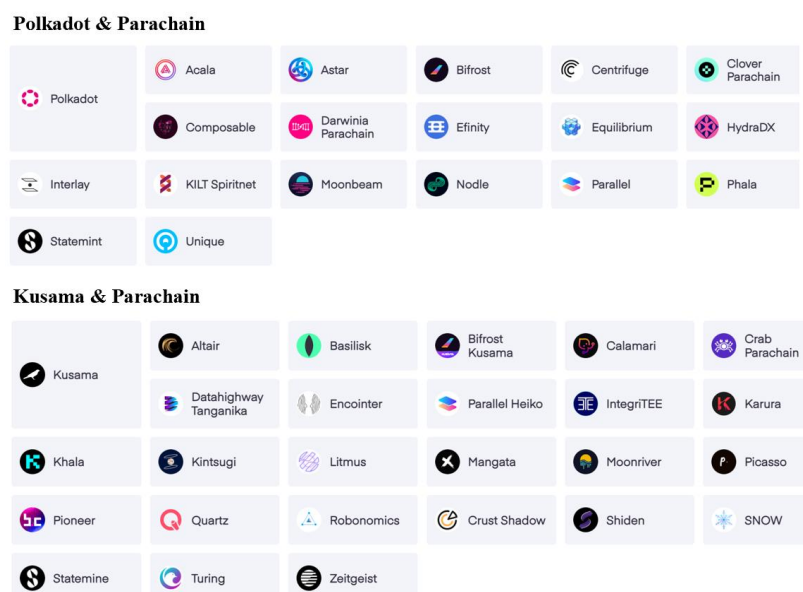 Polkadot & Parachain
Polkadot
Acala
Astar
Bifrost
Centrifuge
Clover
Parachain
Composable
Darwinia
Parachain
Efinity
Equilibrium
HydraDX
Interlay
KILT Spiritnet
Moonbeam
Nodle
Parallel
Phala
Statemint
Unique
Kusama & Parachain
Kusama
Altair
Basilisk
Bifrost
Kusama
Calamari
Crab
Parachain
Datahighway
Tanganika
Encointer
Parallel Heiko
IntegriTEE
Karura
Khala
Kintsugi
Litmus
Mangata
Moonriver
Picasso
Pioneer
Quartz
Robonomics
Crust Shadow
Shiden
SNOW
Statemine
Turing
Zeitgeist